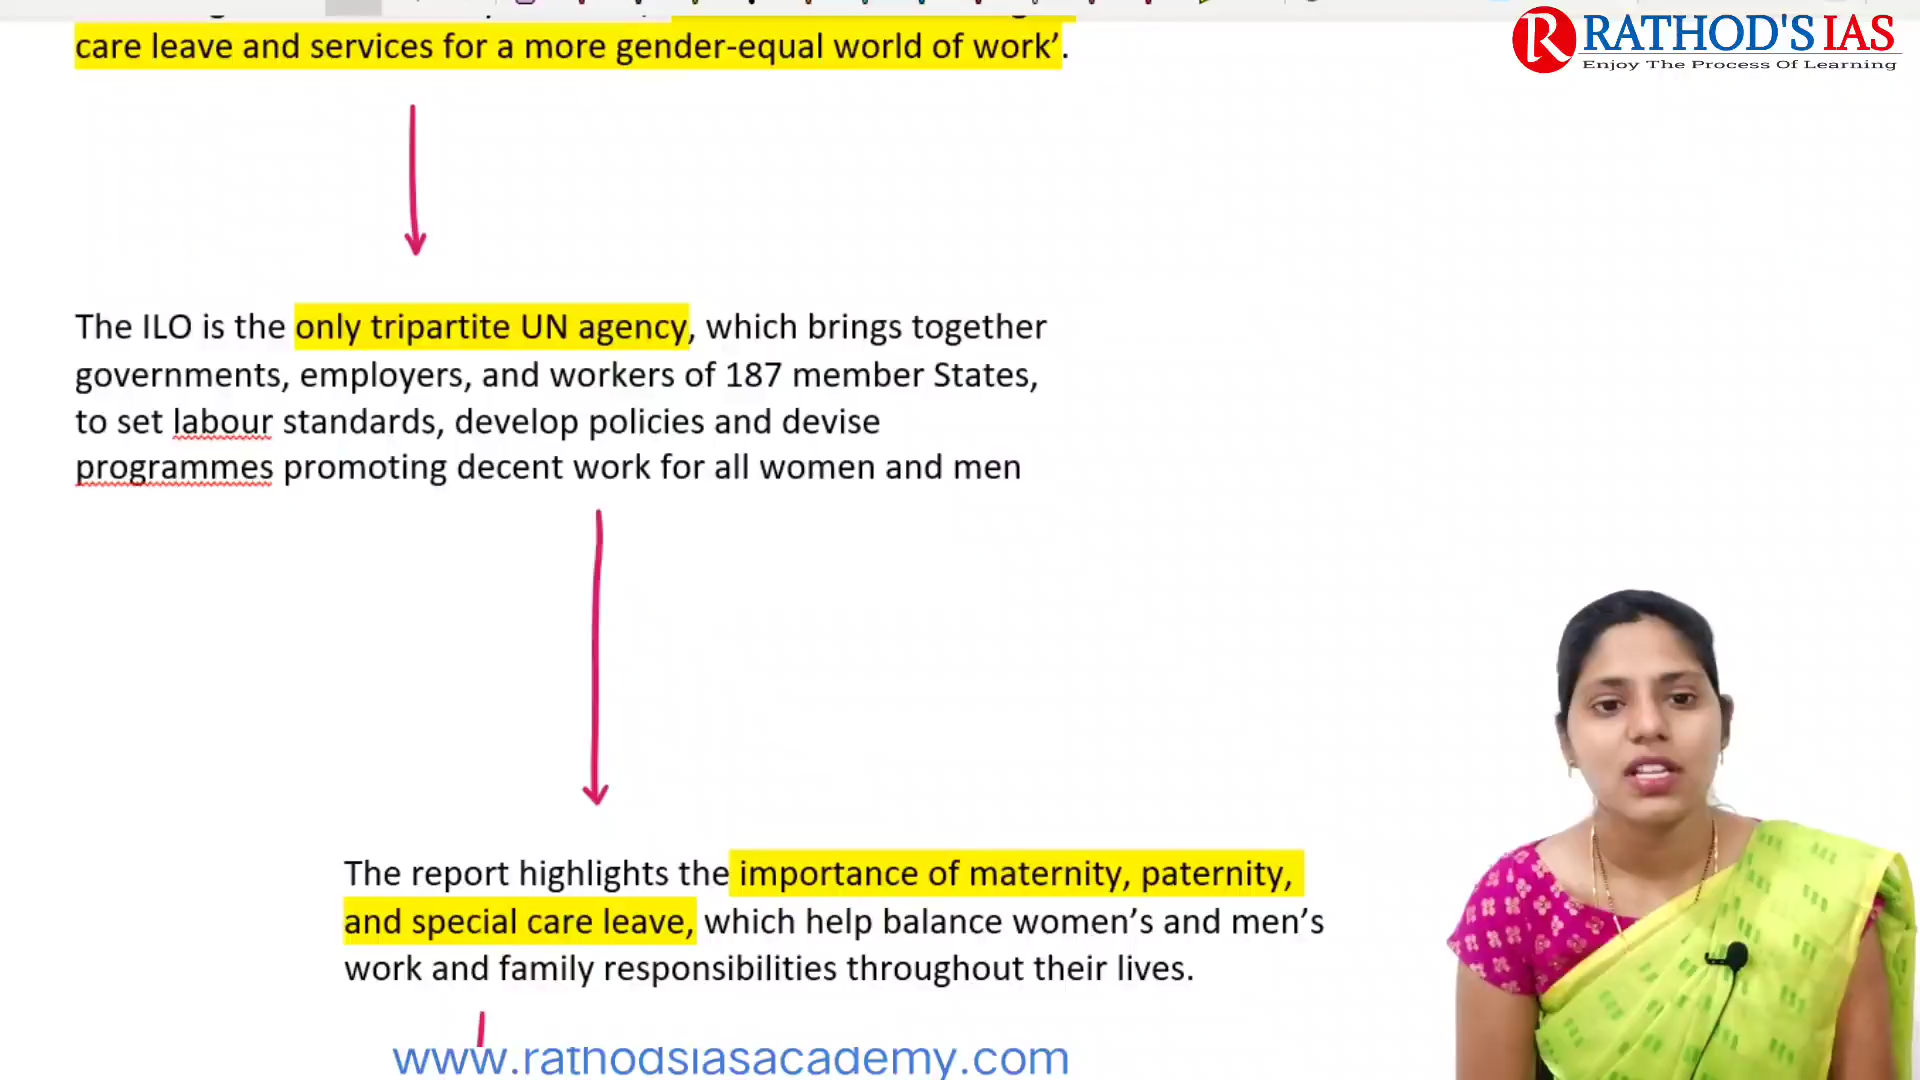 RATHOD'S IAS
Enjoy The Process Of Learning
care leave and services for a more gender-equal world of work’.
The ILO is the only tripartite UN agency, which brings together
governments, employers, and workers of 187 member States,
to set labour standards, develop policies and devise
programmes promoting decent work for all women and men
The report highlights the importance of maternity, paternity,
and special care leave, which help balance women’s and men’s
work and family responsibilities throughout their lives.
www.rathodsiasacademy.com